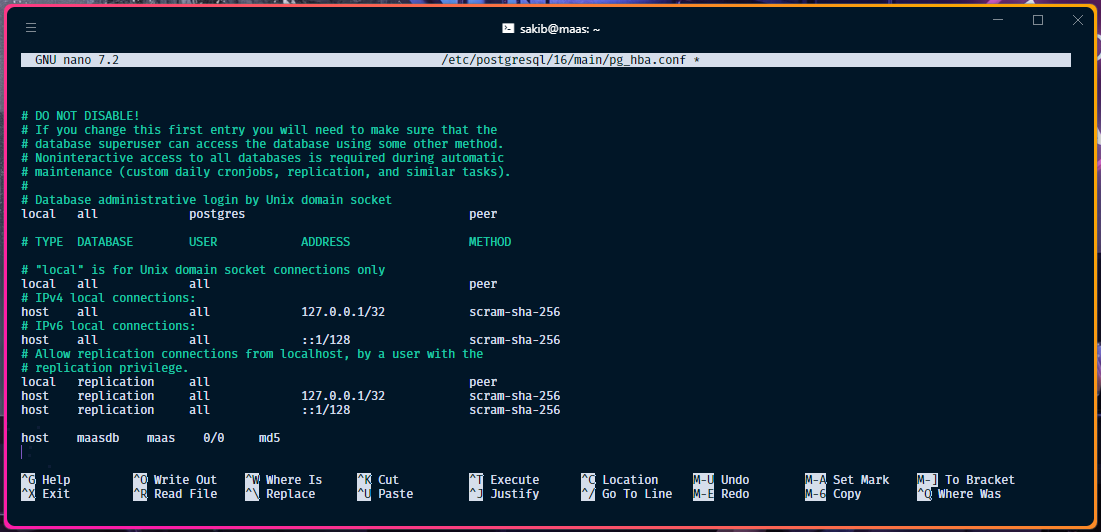 sakib@maas: ~
GNU nano 7.2 /etc/postgresql/16/main/pg_hba.conf *
# DO NOT DISABLE!
# If you change this first entry you will need to make sure that the
# database superuser can access the database using some other method.
# Noninteractive access to all databases is required during automatic
# maintenance (custom daily cronjobs, replication, and similar tasks).
#
# Database administrative login by Unix domain socket
local all postgres peer
# TYPE DATABASE USER ADDRESS METHOD
# "local" is for Unix domain socket connections only
local all all peer
# IPv4 local connections:
host all all 127.0.0.1/32 scram-sha-256
# IPv6 local connections:
host all all ::1/128 scram-sha-256
# Allow replication connections from localhost, by a user with the
# replication privilege.
local replication all peer
host replication all 127.0.0.1/32 scram-sha-256
host replication all ::1/128 scram-sha-256
host maasdb maas 0/0 md5
^G Help ^O Write Out ^W Where Is ^K Cut ^T Execute ^C Location M-U Undo M-A Set Mark M-] To Bracket
^X Exit ^R Read File ^\ Replace ^U Paste ^J Justify ^/ Go To Line M-E Redo M-6 Copy ^Q Where Was